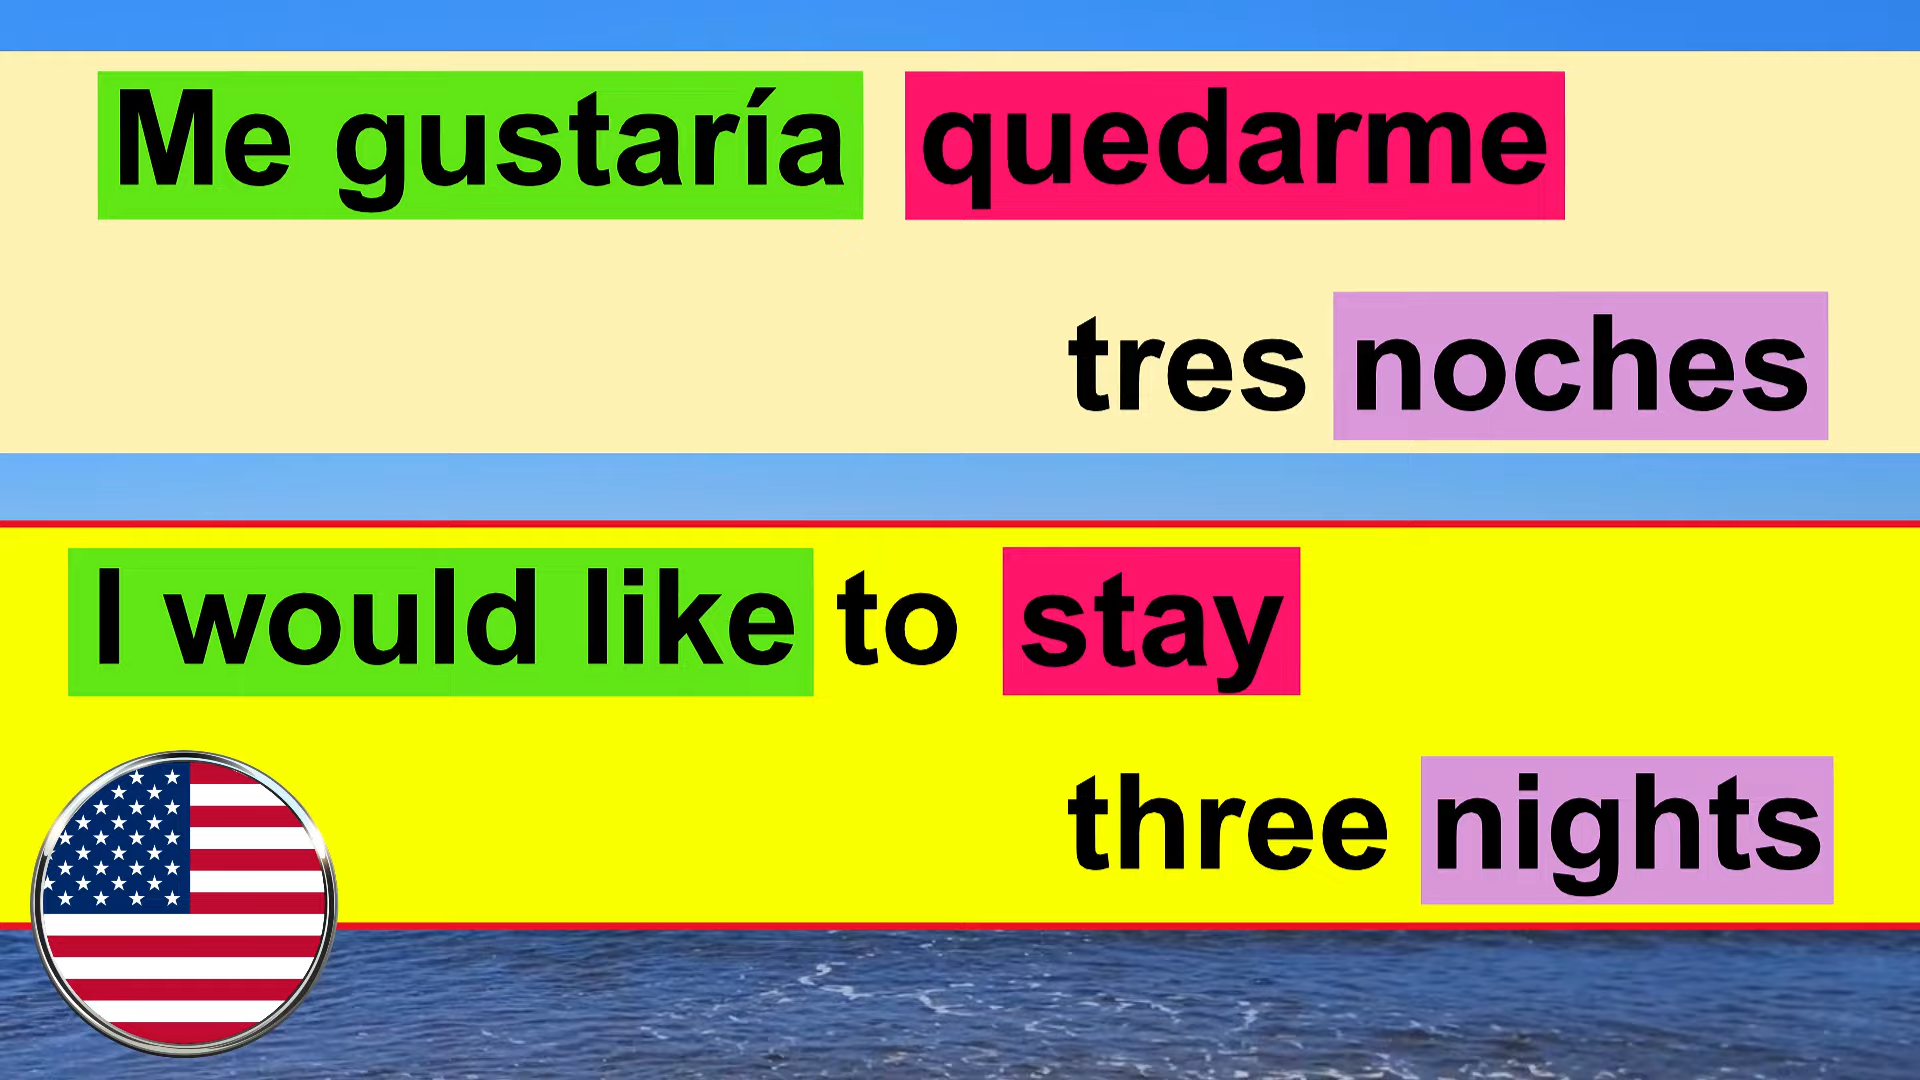 Me gustaría quedarme
tres noches
I would like to stay
three nights